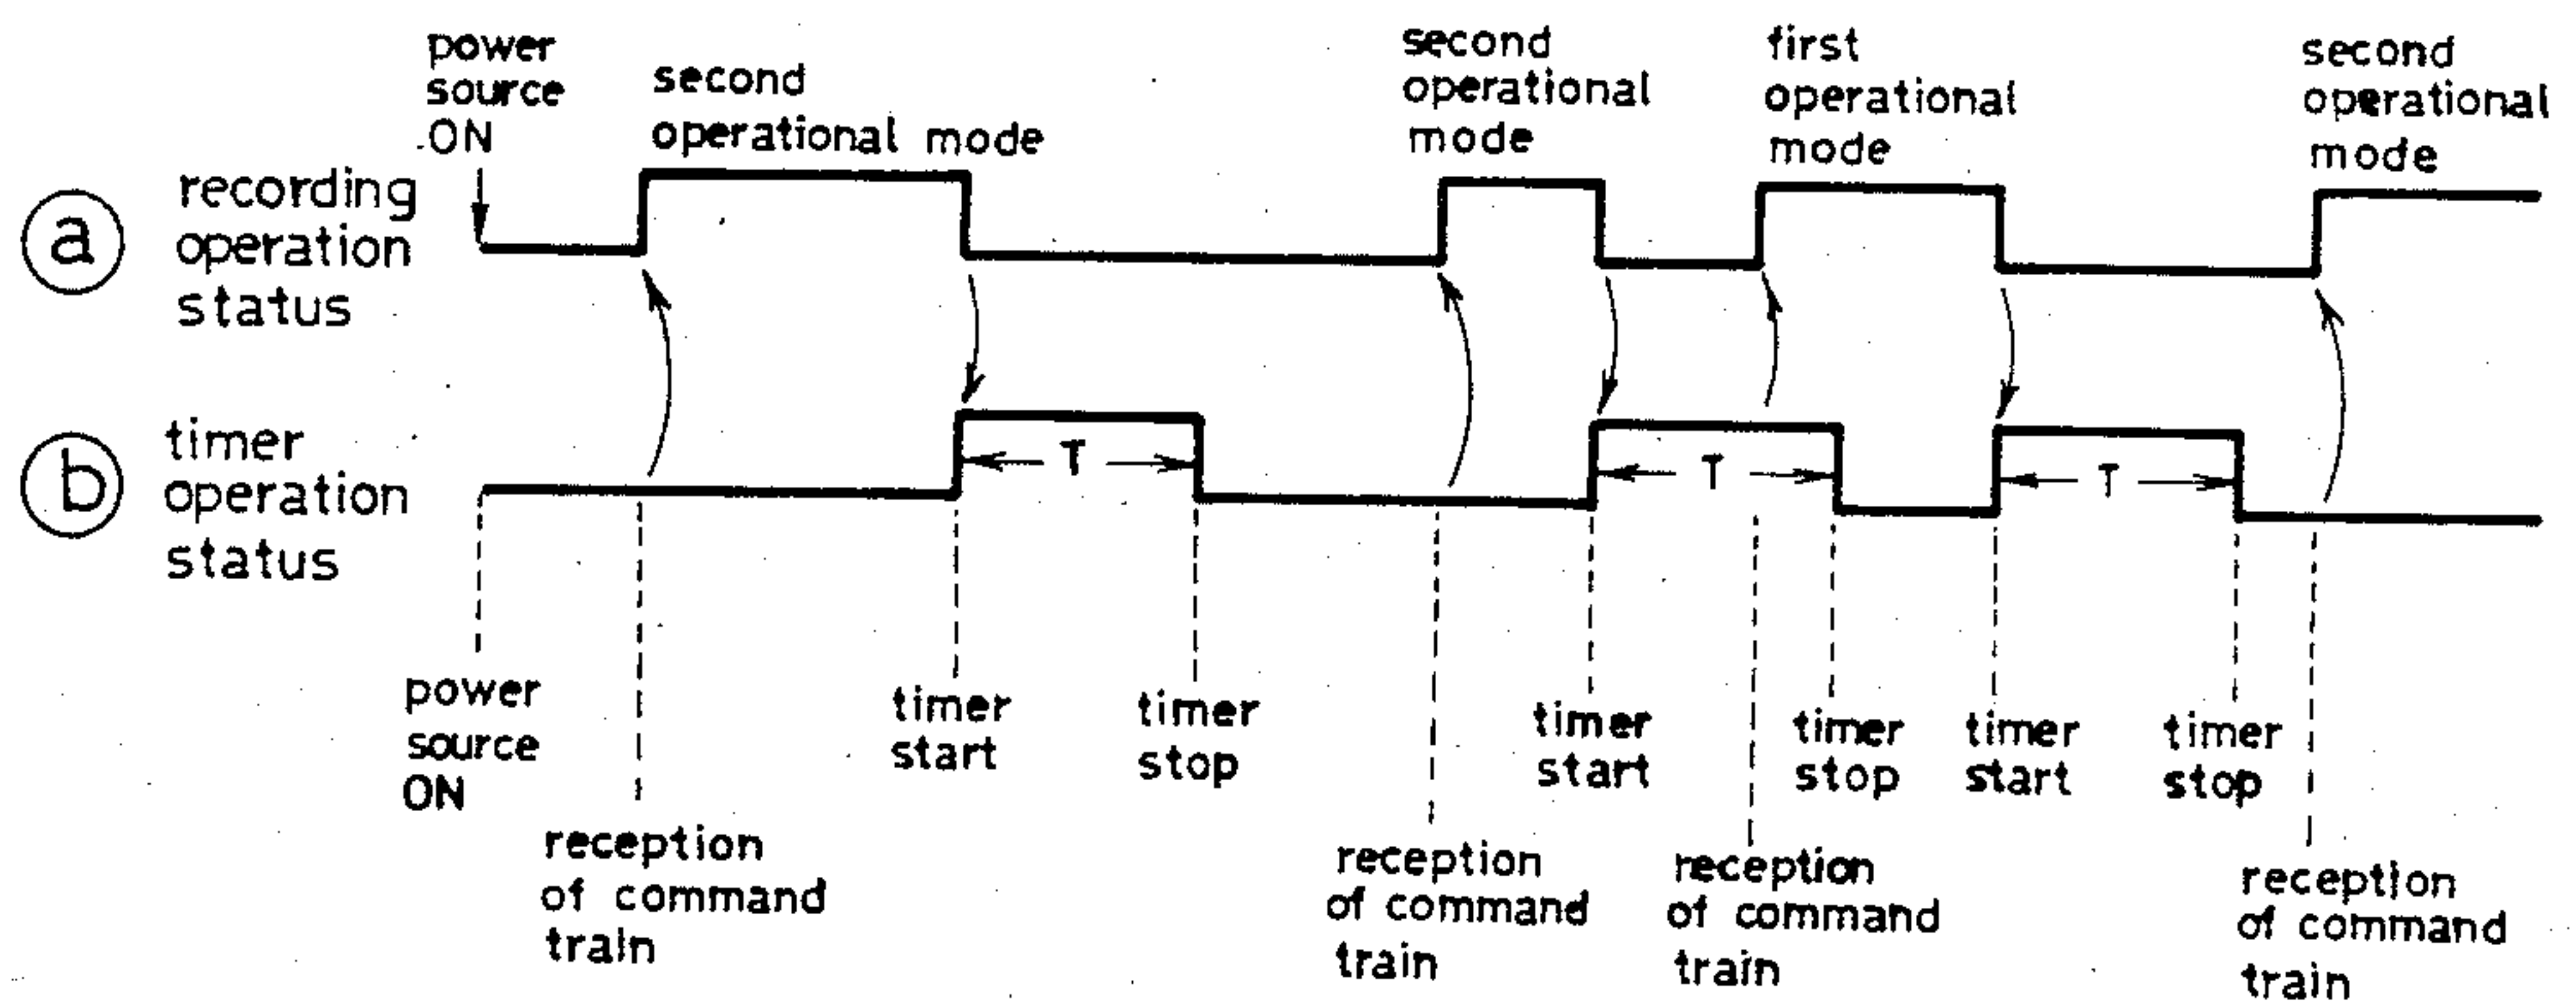 power
source
ON
second
operational mode
second
operational
mode
first
operational
mode
second
operational
mode
a
recording
operation
status
b
timer
operation
status
T
T
T
power
source
ON
reception
of command
train
timer
start
timer
stop
reception
of command
train
timer
start
reception
of command
train
timer
stop
timer
start
timer
stop
reception
of command
train